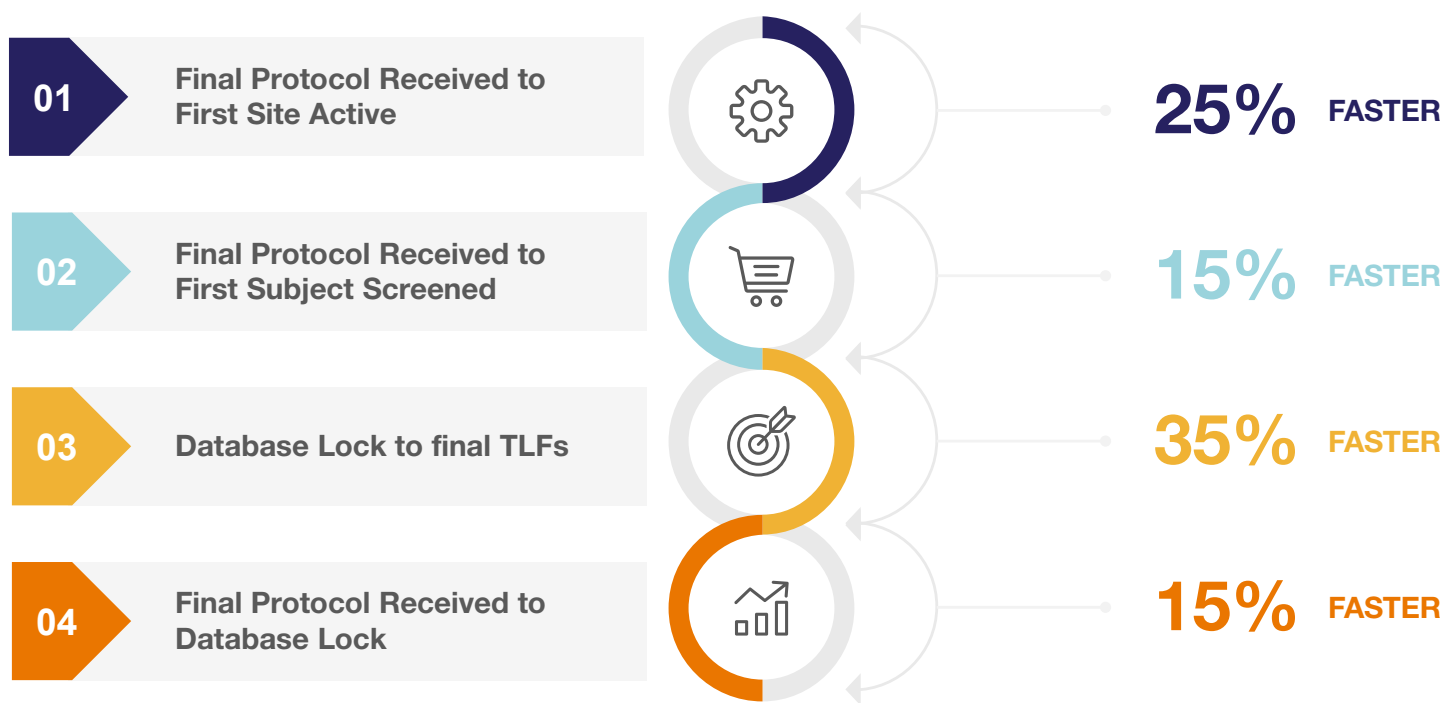 01
Final Protocol Received to
First Site Active
25% FASTER
02
Final Protocol Received to
First Subject Screened
15% FASTER
03
Database Lock to final TLFs
35% FASTER
04
Final Protocol Received to
Database Lock
15% FASTER